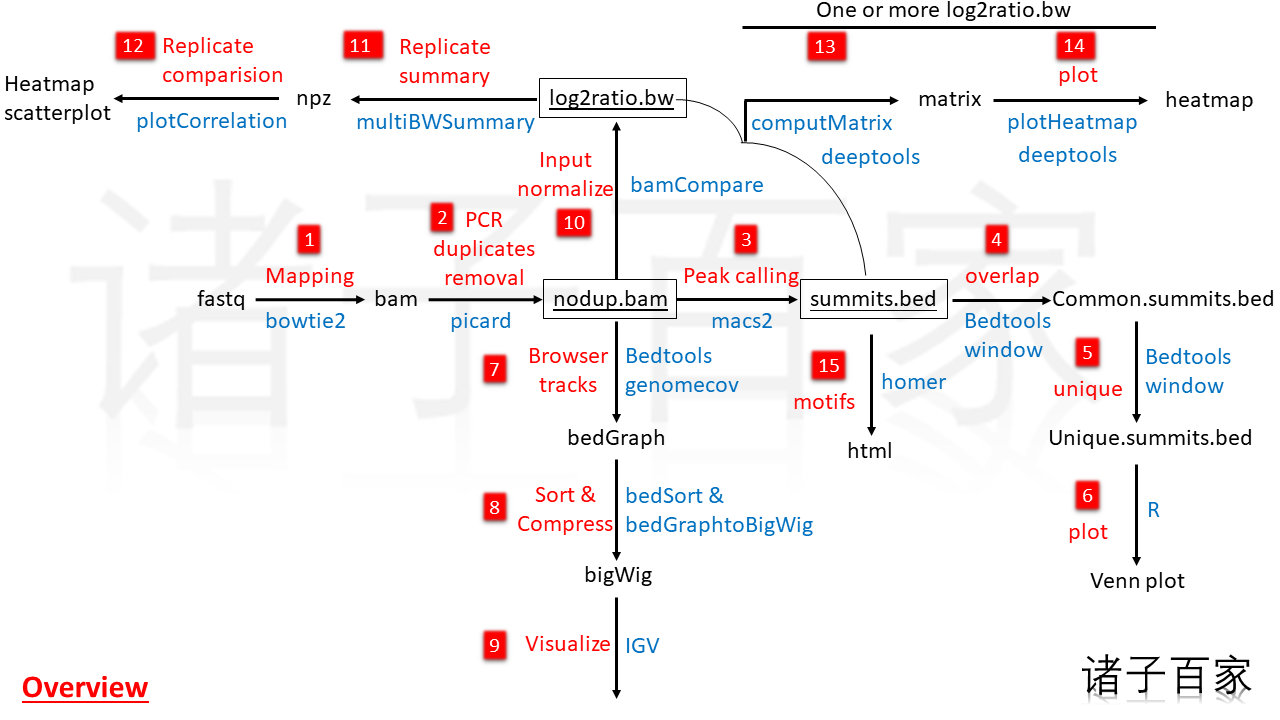 One or more log2ratio.bw
12
Replicate
comparision
11
Replicate
summary
13
14
plot
Heatmap
scatterplot
npz
log2ratio.bw
matrix
heatmap
plotCorrelation
multiBWSummary
computMatrix
deeptools
plotHeatmap
deeptools
Input
normalize
bamCompare
10
1
Mapping
2
PCR
duplicates
removal
3
Peak calling
4
overlap
fastq
bam
nodup.bam
summits.bed
Common.summits.bed
bowtie2
picard
macs2
Bedtools
window
7
Browser
tracks
Bedtools
genomecov
15
motifs
homer
5
unique
Bedtools
window
bedGraph
html
Unique.summits.bed
8
Sort &
Compress
bedSort &
bedGraphtoBigWig
6
plot
R
bigWig
Venn plot
9
Visualize
IGV
Overview
诸子百家
诸子百家